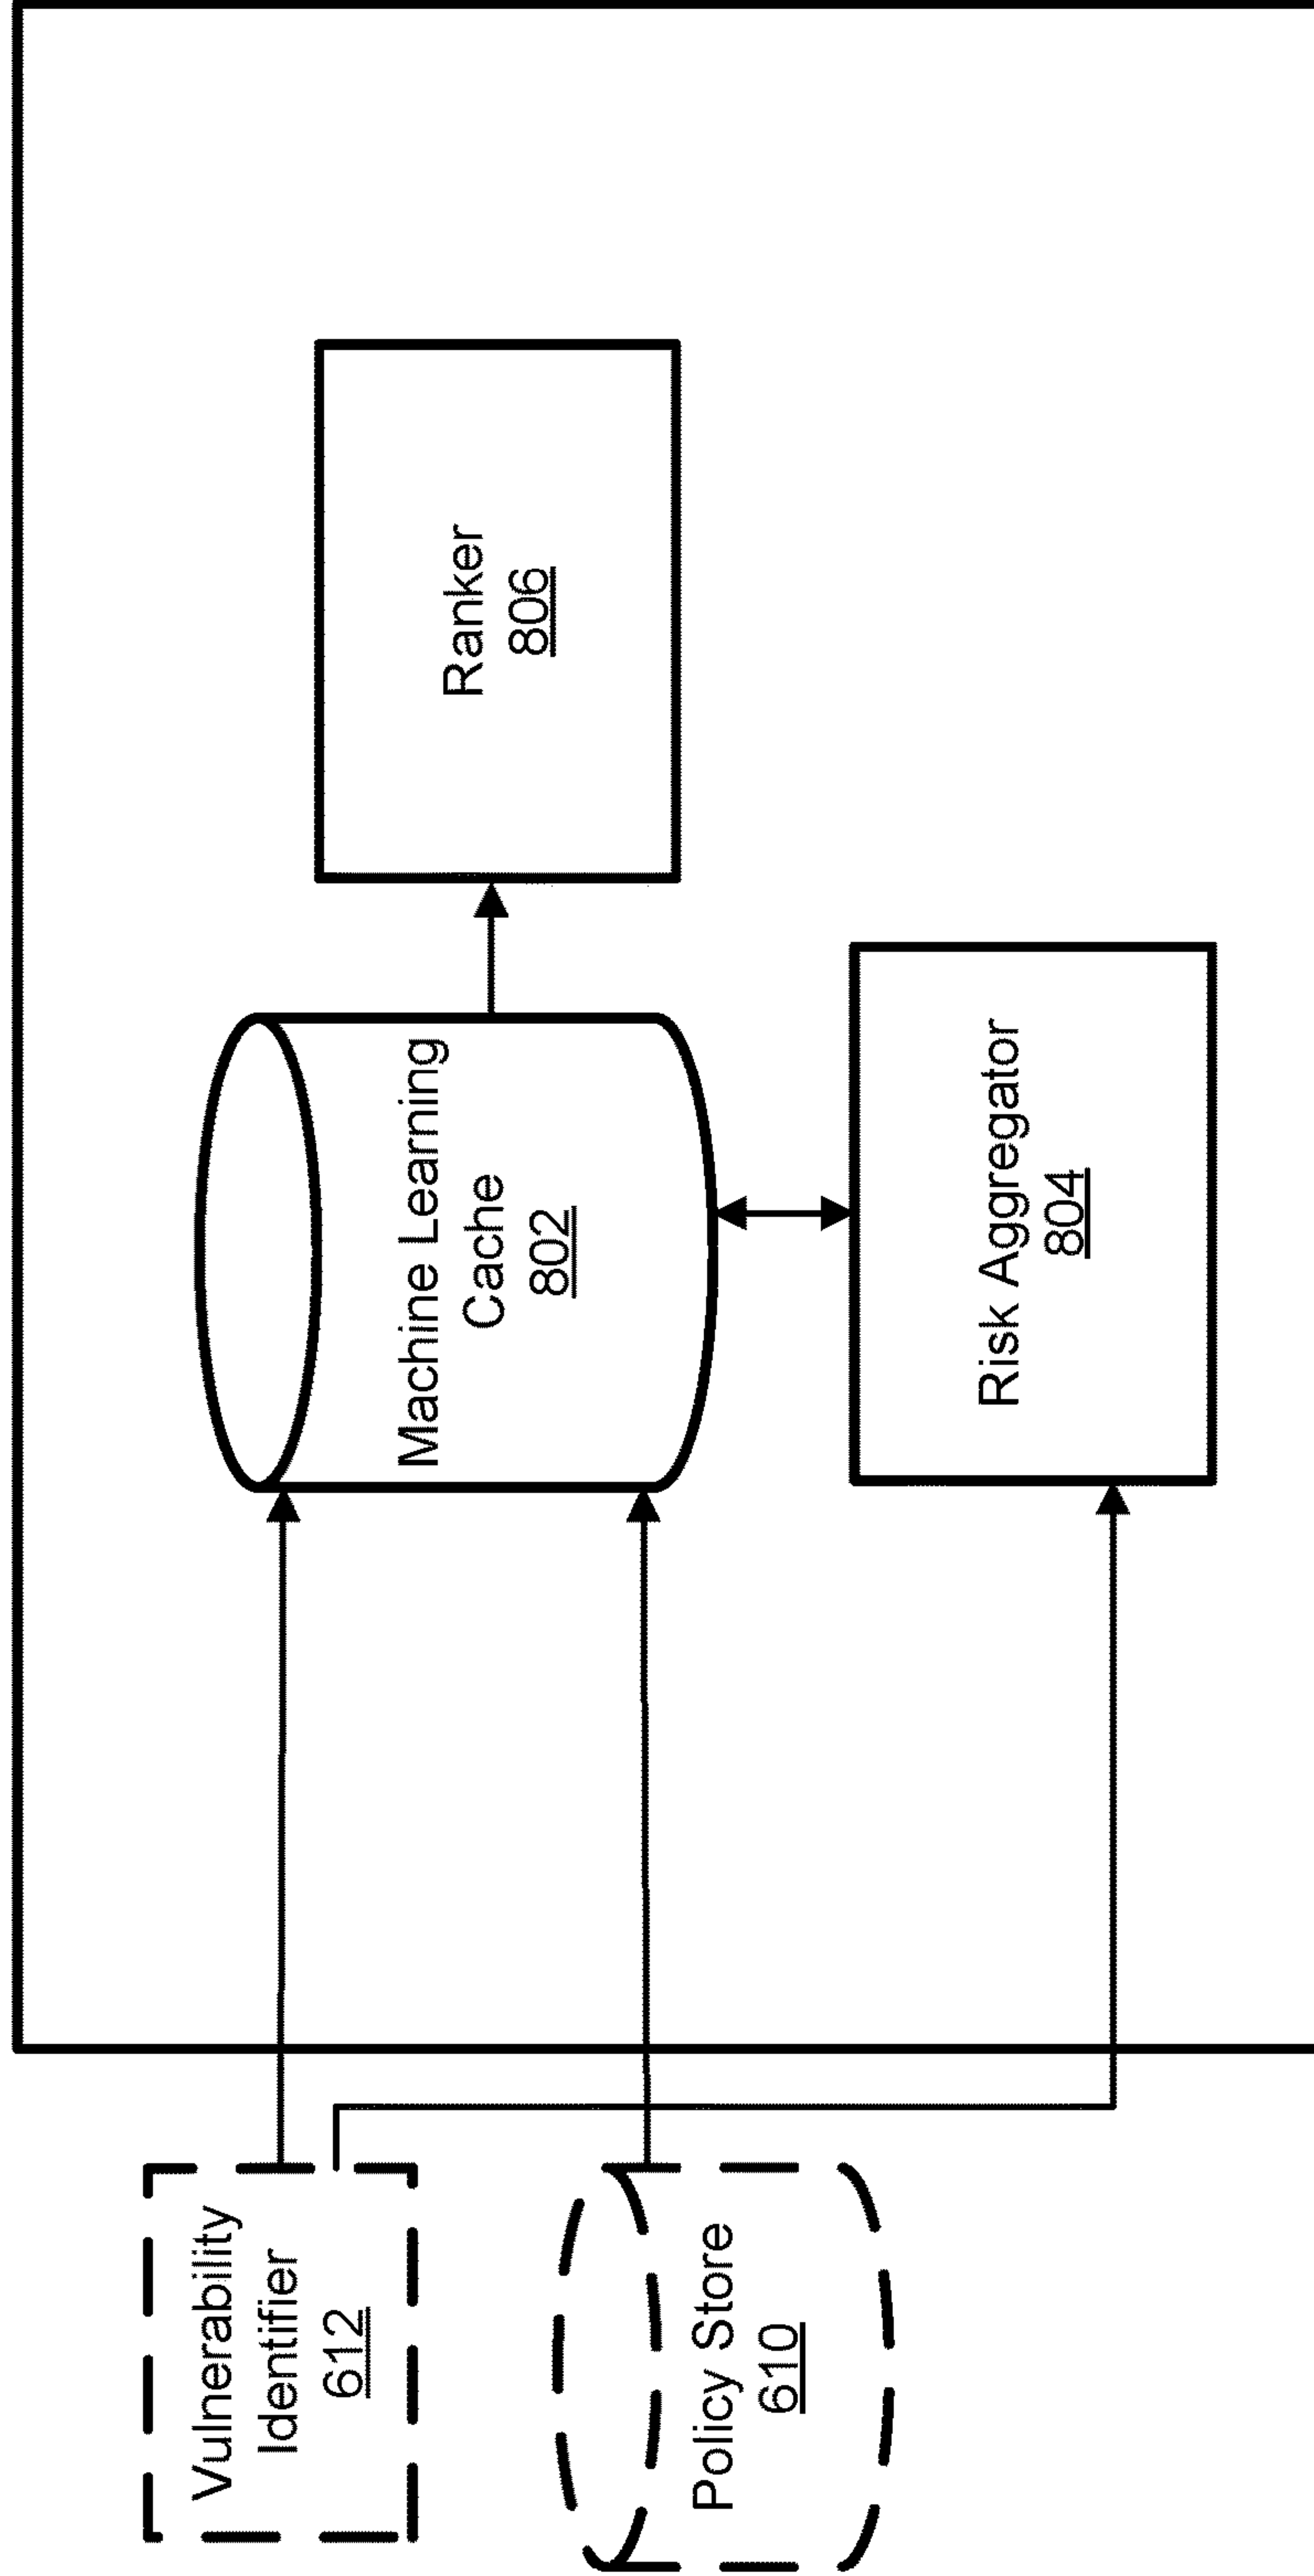 Vulnerability
Identifier
612
Policy Store
610
Machine Learning
Cache
802
Risk Aggregator
804
Ranker
806